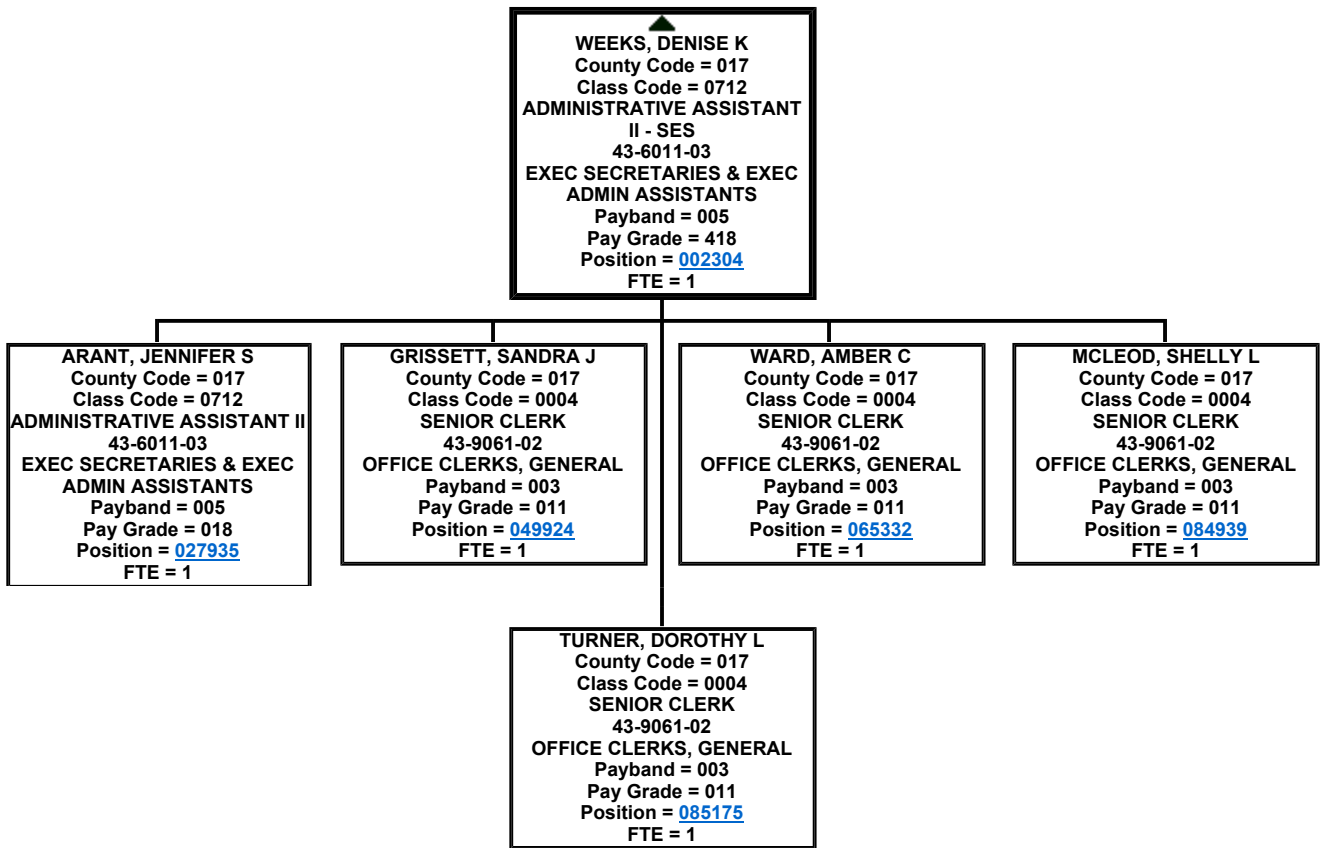 WEEKS, DENISE K
County Code = 017
Class Code = 0712
ADMINISTRATIVE ASSISTANT
II - SES
43-6011-03
EXEC SECRETARIES & EXEC
ADMIN ASSISTANTS
Payband = 005
Pay Grade = 418
Position = 002304
FTE = 1
ARANT, JENNIFER S
County Code = 017
Class Code = 0712
ADMINISTRATIVE ASSISTANT II
43-6011-03
EXEC SECRETARIES & EXEC
ADMIN ASSISTANTS
Payband = 005
Pay Grade = 018
Position = 027935
FTE = 1
GRISSETT, SANDRA J
County Code = 017
Class Code = 0004
SENIOR CLERK
43-9061-02
OFFICE CLERKS, GENERAL
Payband = 003
Pay Grade = 011
Position = 049924
FTE = 1
WARD, AMBER C
County Code = 017
Class Code = 0004
SENIOR CLERK
43-9061-02
OFFICE CLERKS, GENERAL
Payband = 003
Pay Grade = 011
Position = 065332
FTE = 1
MCLEOD, SHELLY L
County Code = 017
Class Code = 0004
SENIOR CLERK
43-9061-02
OFFICE CLERKS, GENERAL
Payband = 003
Pay Grade = 011
Position = 084939
FTE = 1
TURNER, DOROTHY L
County Code = 017
Class Code = 0004
SENIOR CLERK
43-9061-02
OFFICE CLERKS, GENERAL
Payband = 003
Pay Grade = 011
Position = 085175
FTE = 1